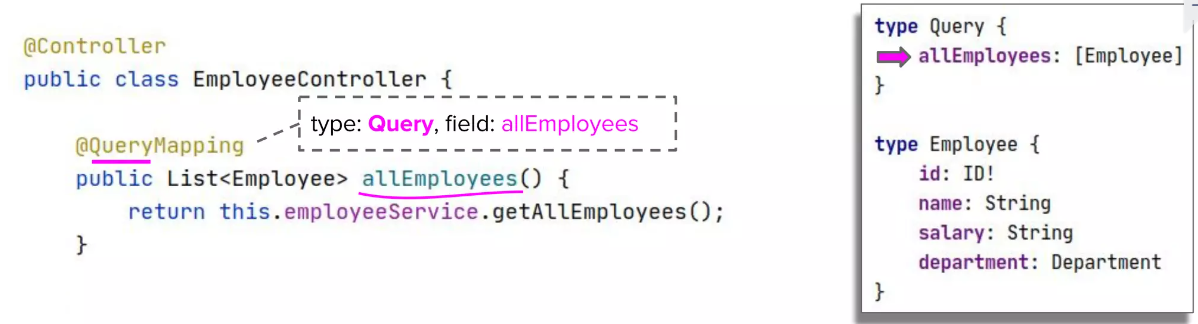 @Controller
public class EmployeeController {
type: Query, field: allEmployees
@QueryMapping
public List<Employee> allEmployees() {
return this.employeeService.getAllEmployees();
}
type Query {
allEmployees: [Employee]
}
type Employee {
id: ID!
name: String
salary: String
department: Department
}